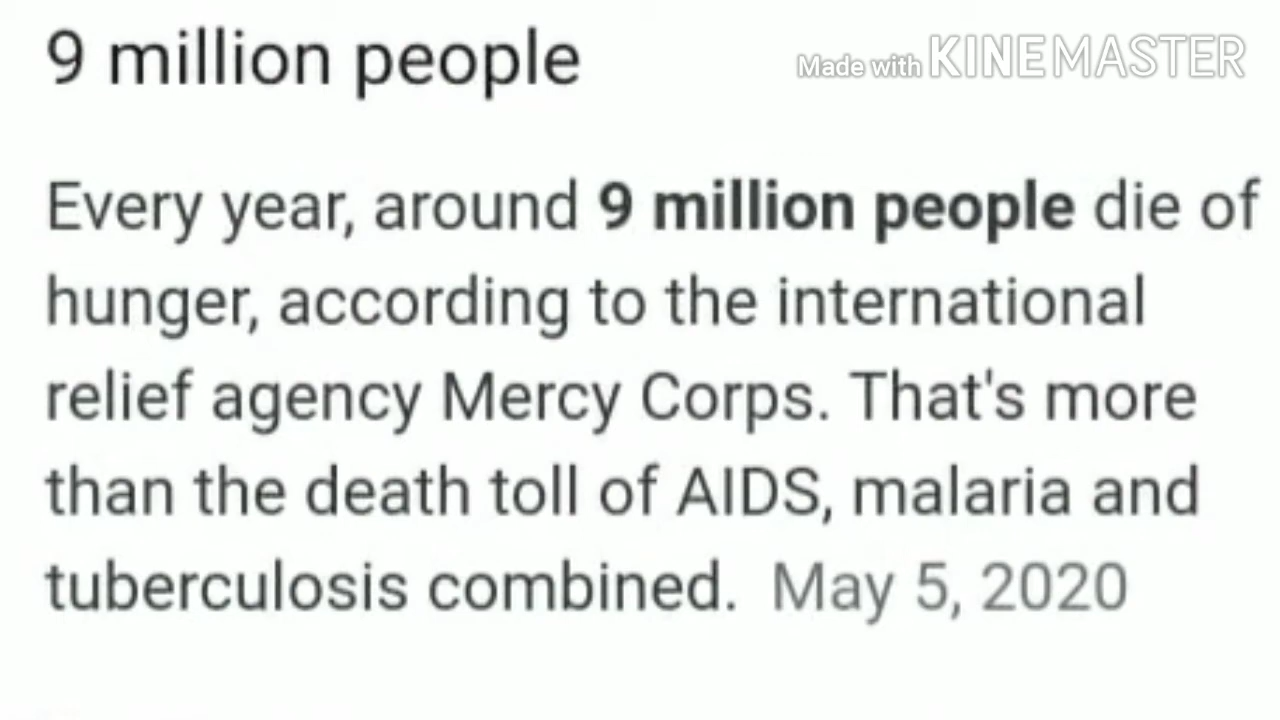 9 million people
Made with KINEMASTER
Every year, around 9 million people die of
hunger, according to the international
relief agency Mercy Corps. That's more
than the death toll of AIDS, malaria and
tuberculosis combined. May 5, 2020